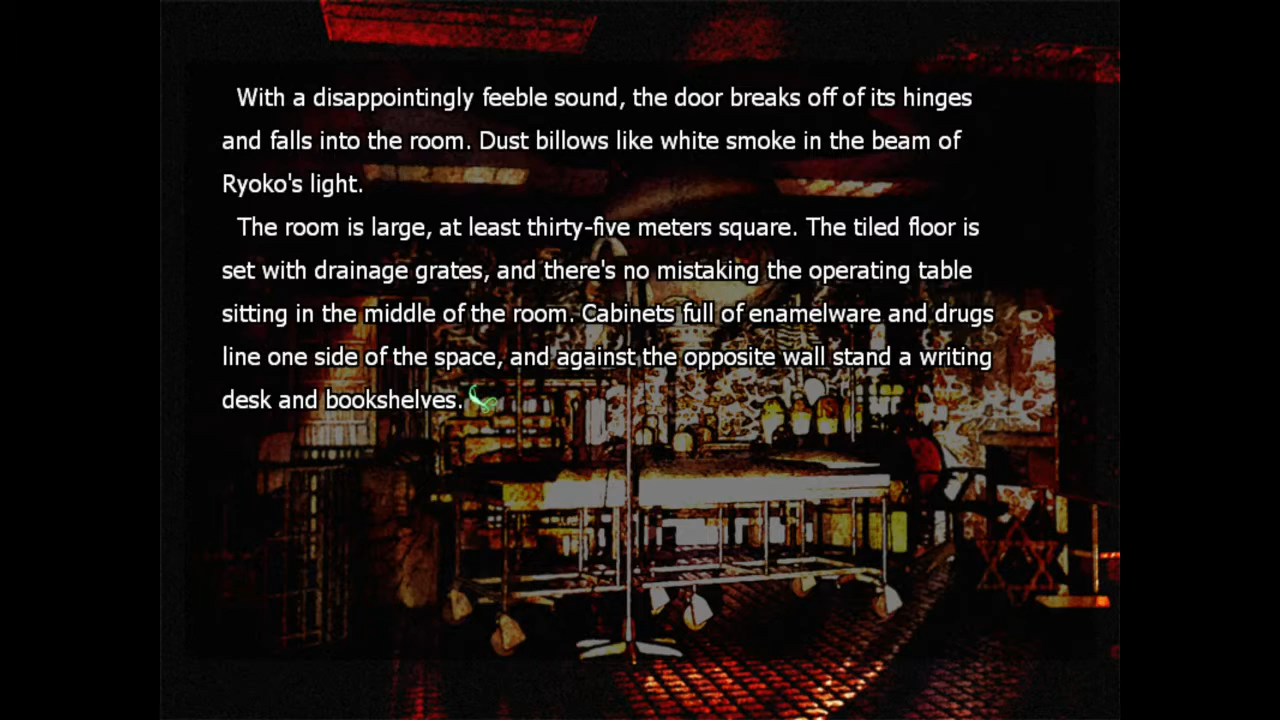 With a disappointingly feeble sound, the door breaks off of its hinges
and falls into the room. Dust billows like white smoke in the beam of
Ryoko's light.
The room is large, at least thirty-five meters square. The tiled floor is
set with drainage grates, and there's no mistaking the operating table
sitting in the middle of the room. Cabinets full of enamelware and drugs
line one side of the space, and against the opposite wall stand a writing
desk and bookshelves.